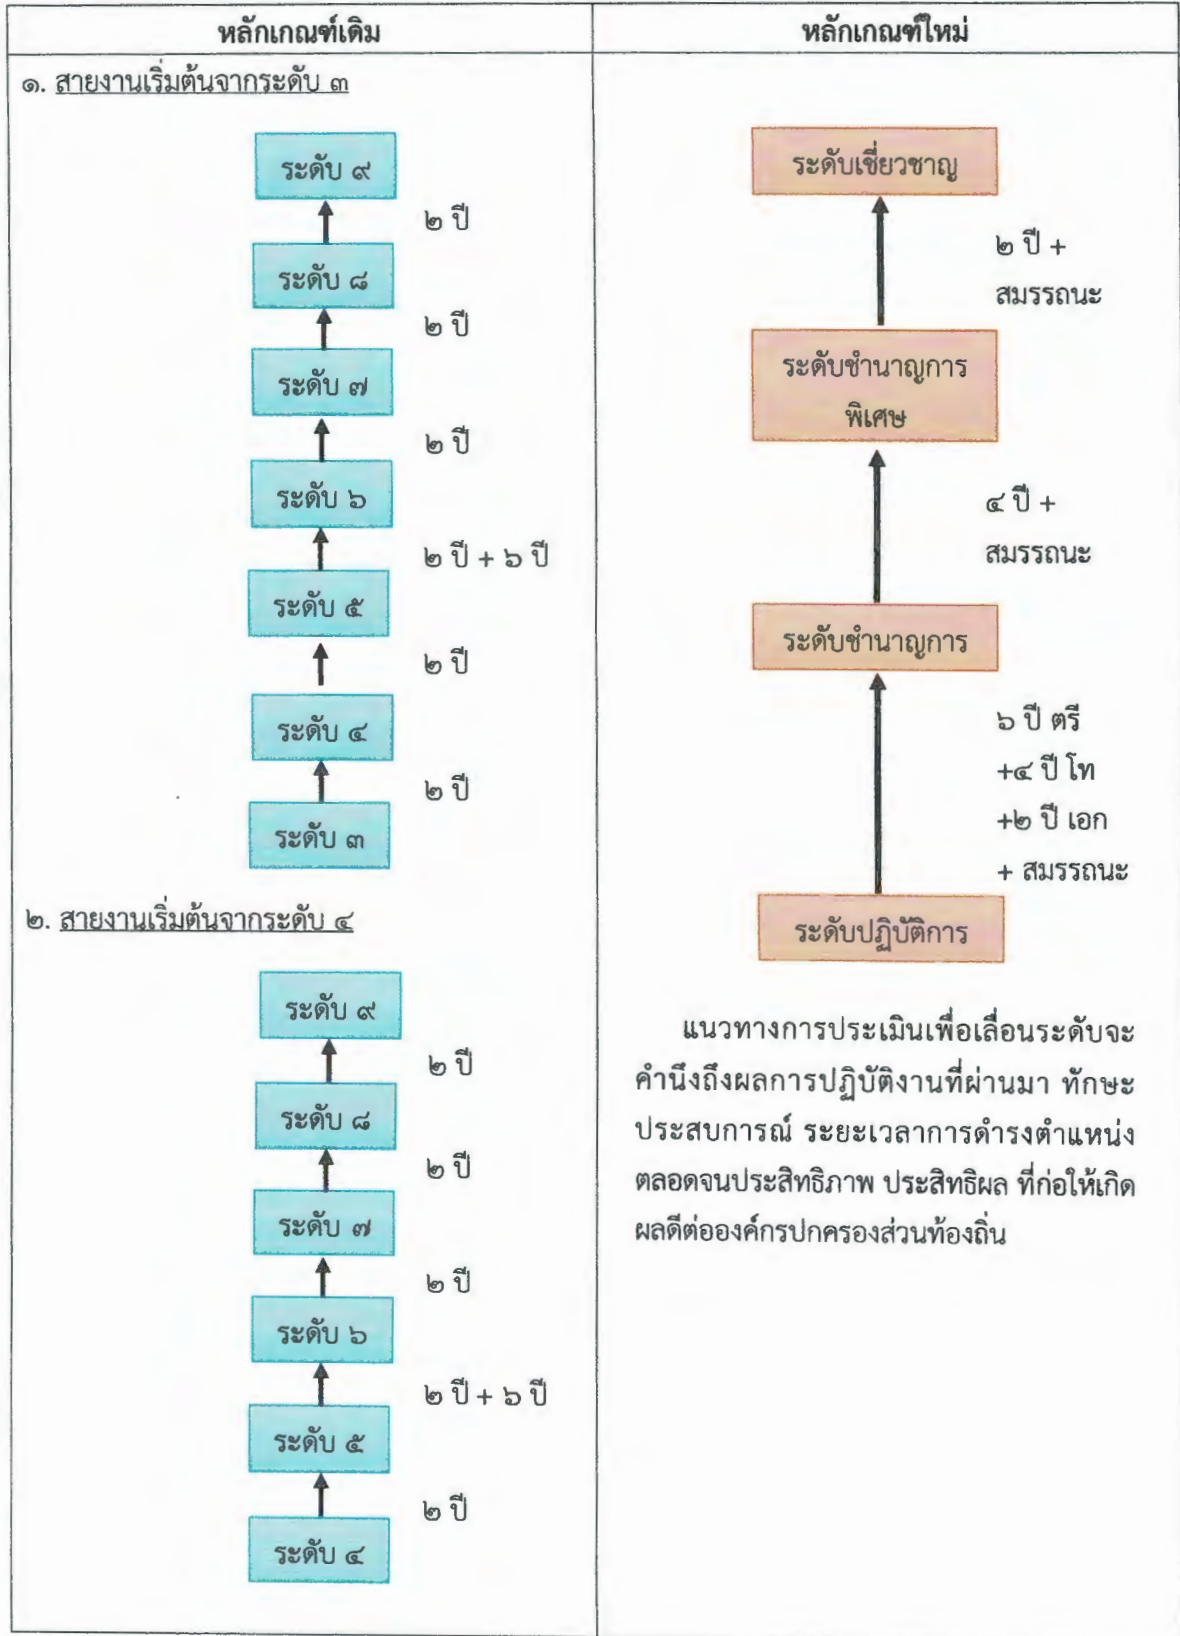 หลักเกณฑ์เดิม
๑. สายงานเริ่มต้นจากระดับ ๓
ระดับ ๙
๒ ปี
ระดับ ๘
๒ ปี
ระดับ ๗
๒ ปี
ระดับ ๖
๒ ปี + ๖ ปี
ระดับ ๕
๒ ปี
ระดับ ๔
๒ ปี
ระดับ ๓
๒. สายงานเริ่มต้นจากระดับ ๔
ระดับ ๙
๒ ปี
ระดับ ๘
๒ ปี
ระดับ ๗
๒ ปี
ระดับ ๖
๒ ปี + ๖ ปี
ระดับ ๕
๒ ปี
ระดับ ๔
หลักเกณฑ์ใหม่
ระดับเชี่ยวชาญ
๒ ปี +
สมรรถนะ
ระดับชำนาญการ
พิเศษ
๔ ปี +
สมรรถนะ
ระดับชำนาญการ
๖ ปี ตรี
+๔ ปี โท
+๒ ปี เอก
+ สมรรถนะ
ระดับปฏิบัติการ
แนวทางการประเมินเพื่อเลื่อนระดับจะ
คำนึงถึงผลการปฏิบัติงานที่ผ่านมา ทักษะ
ประสบการณ์ ระยะเวลาการดำรงตำแหน่ง
ตลอดจนประสิทธิภาพ ประสิทธิผล ที่ก่อให้เกิด
ผลดีต่อองค์กรปกครองส่วนท้องถิ่น